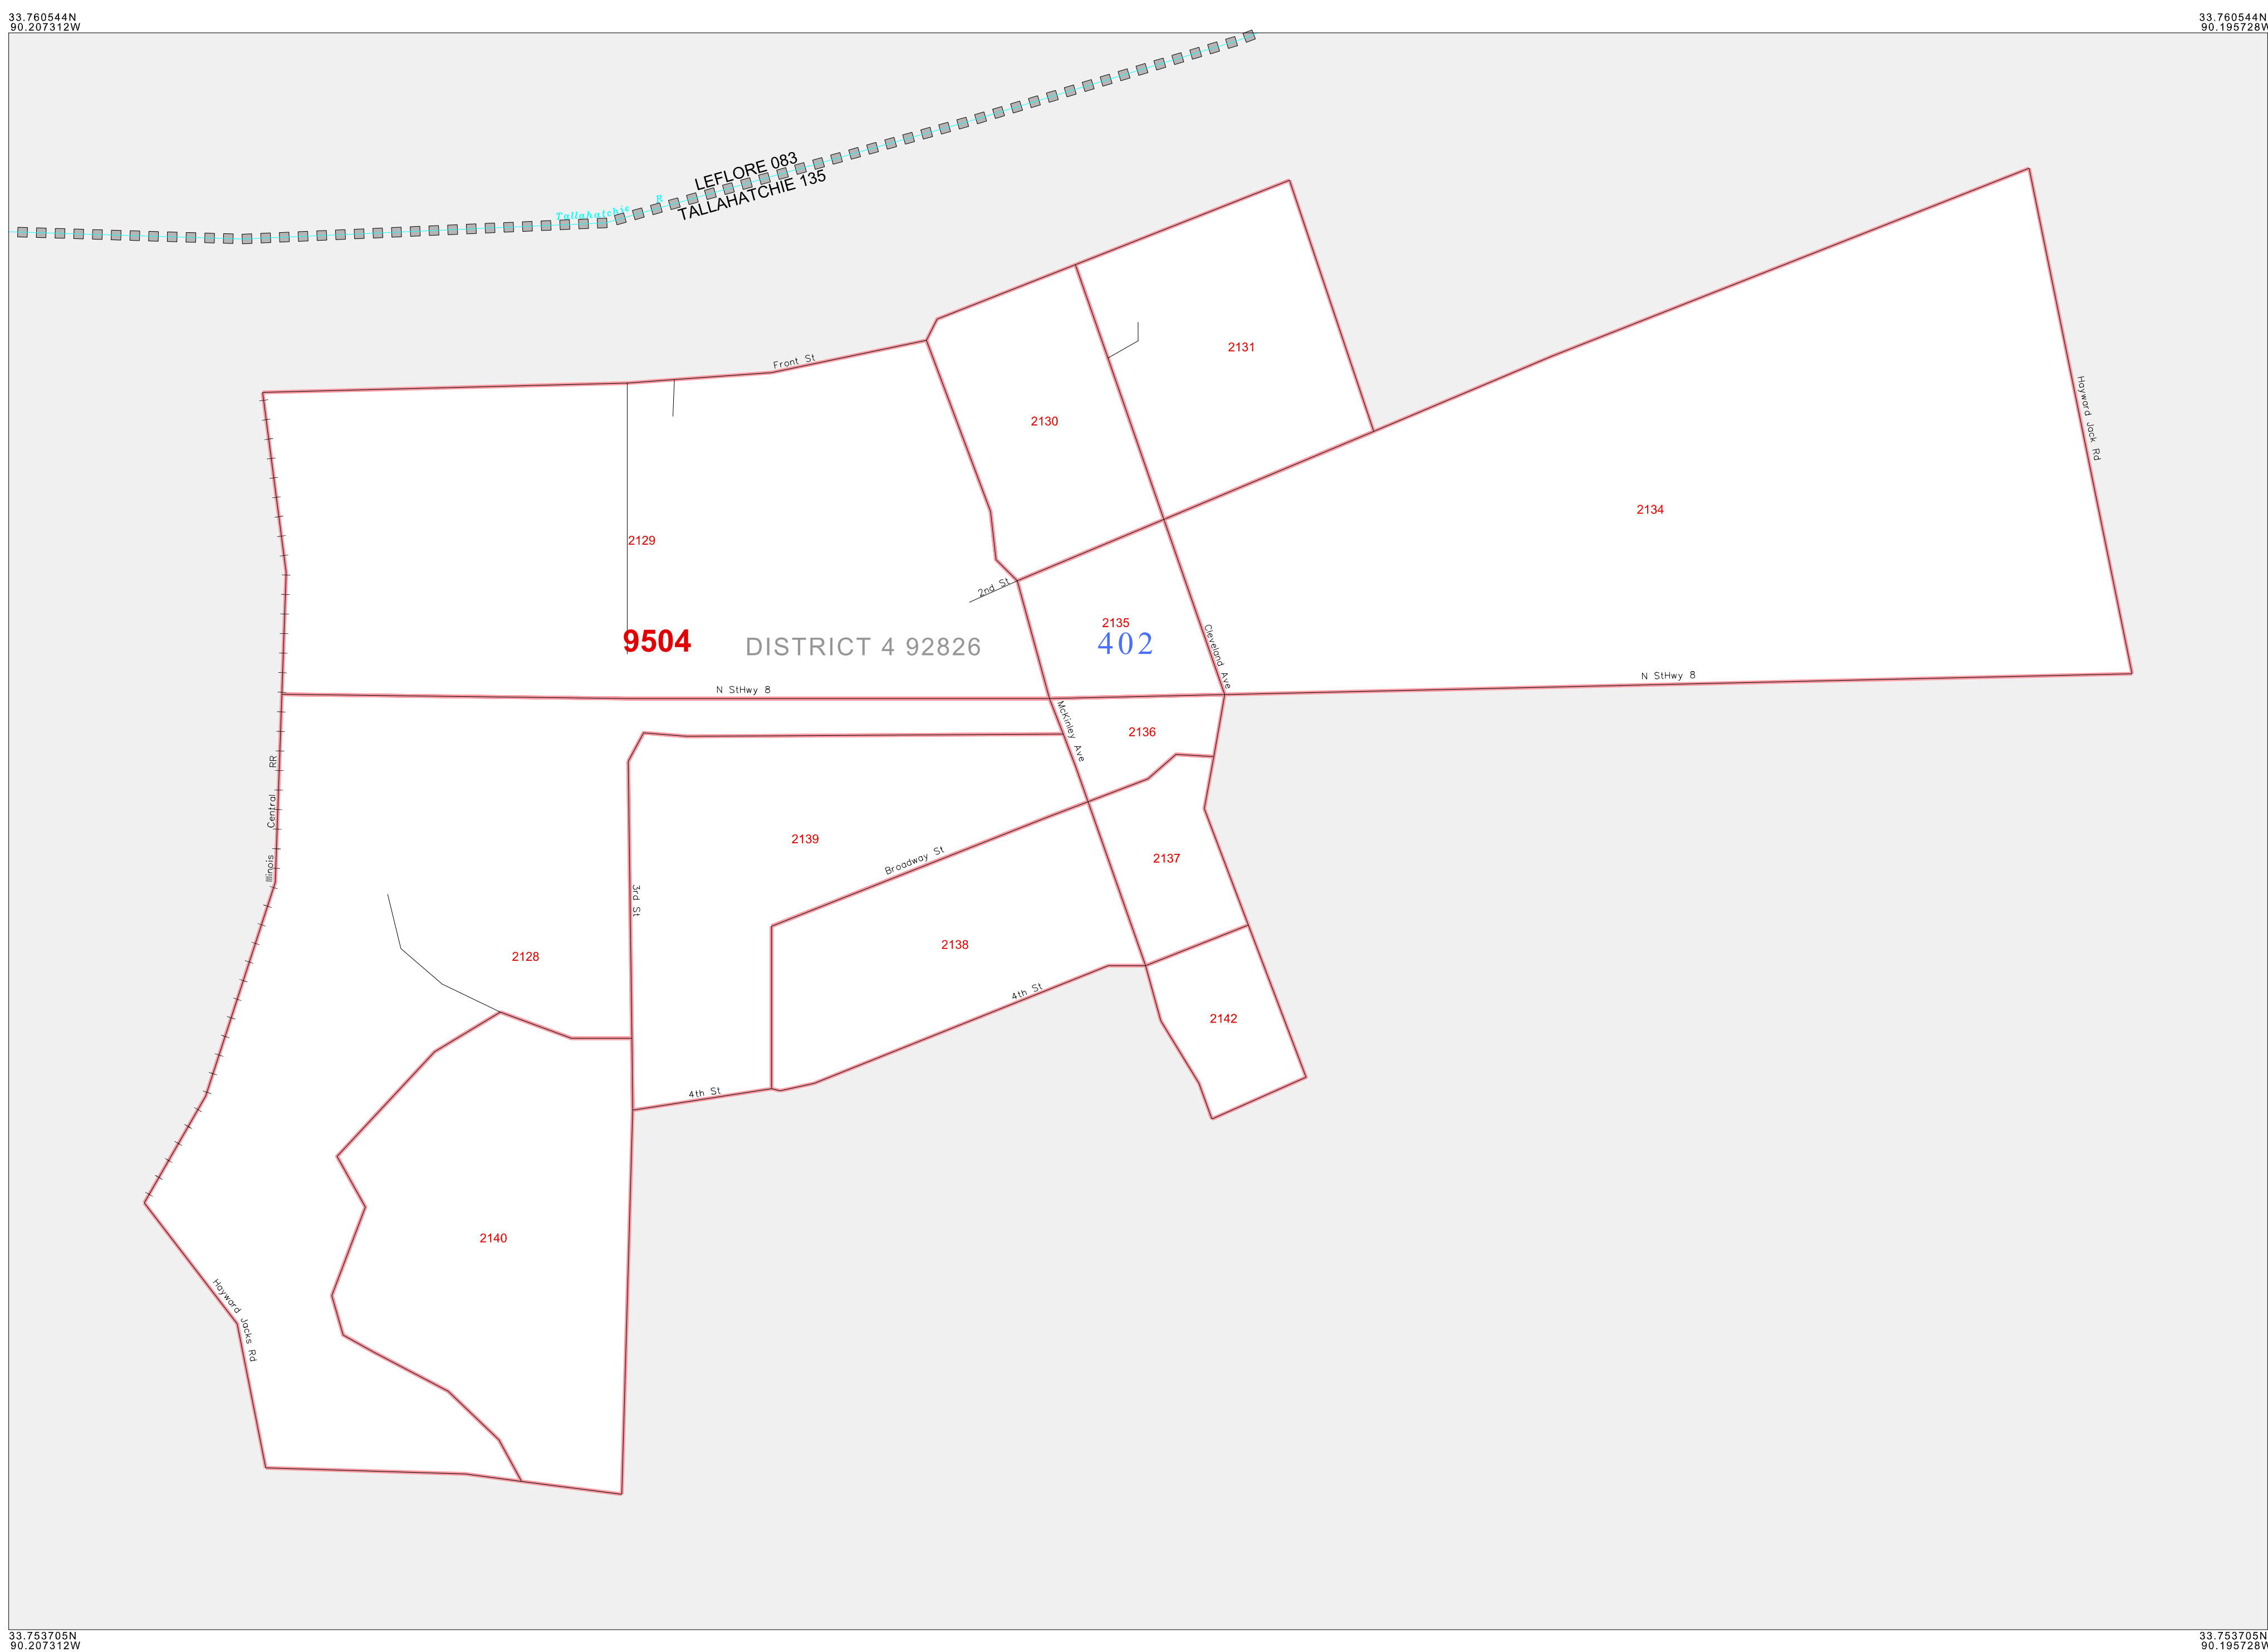 33.760544N
90.207312W
33.760544N
90.195728W
LEFLORE 083
TALLAHATCHIE 135
Tallahatchie R
Front St
2131
Hayward Jack Rd
2130
2134
2129
2nd St
2135
9504
DISTRICT 4 92826
402
Cleveland Ave
N StHwy 8
N StHwy 8
McKinley Ave
2136
Illinois Central RR
2139
Broadway St
2137
3rd St
2138
2128
4th St
2142
4th St
2140
Hayward Jacks Rd
33.753705N
90.207312W
33.753705N
90.195728W